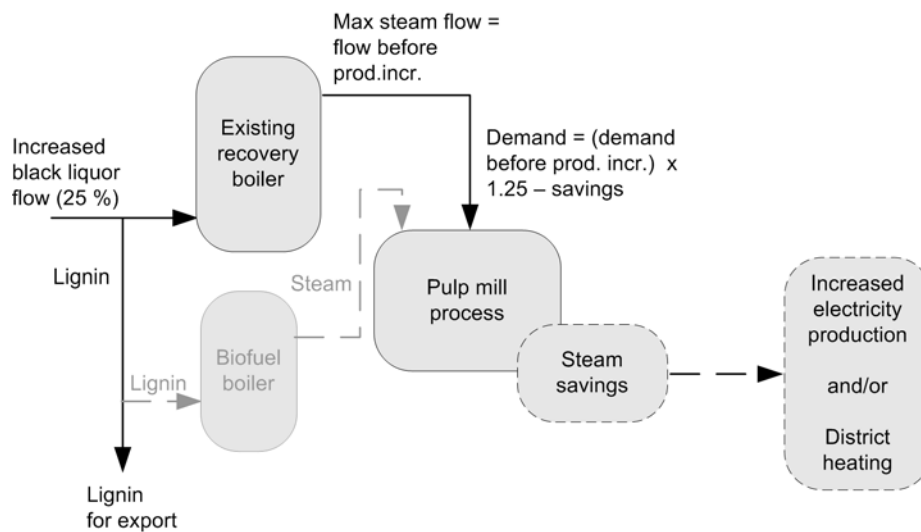 Max steam flow =
flow before
prod.incr.
Existing
recovery
boiler
Increased
black liquor
flow (25 %)
Demand = (demand
before prod. incr.) x
1.25 – savings
Lignin
Steam
Pulp mill
process
Increased
electricity
production
and/or
District
heating
Biofuel
boiler
Lignin
Steam
savings
Lignin
for export